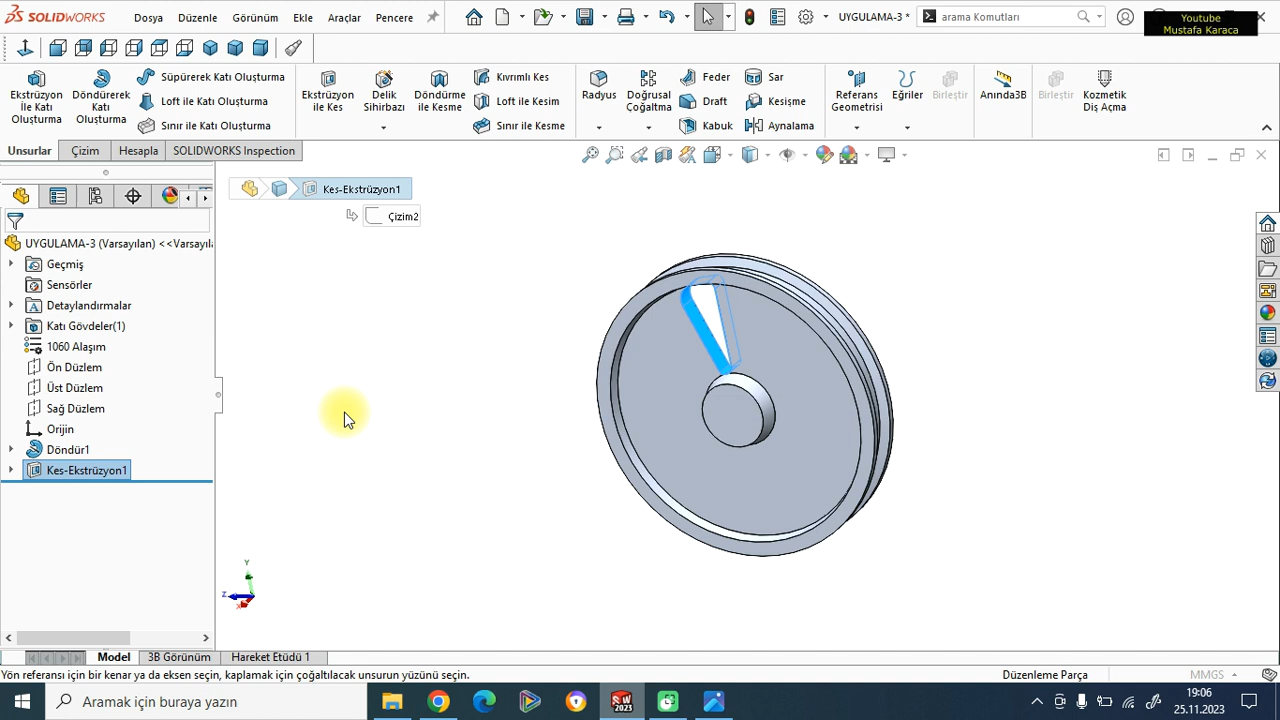 SOLIDWORKS
Dosya
Düzenle
Görünüm
Ekle
Araçlar
Pencere
UYGULAMA-3 *
arama Komutları
Youtube
Mustafa Karaca
Ekstrüzyon
İle Katı
Oluşturma
Döndürerek
Katı
Oluşturma
Süpürerek Katı Oluşturma
Loft ile Katı Oluşturma
Sınır ile Katı Oluşturma
Ekstrüzyon
ile Kes
Delik
Sihirbazı
Döndürme
ile Kesme
Kıvrımlı Kes
Loft ile Kesim
Sınır ile Kesme
Radyus
Doğrusal
Çoğaltma
Feder
Draft
Kabuk
Sar
Kesişme
Aynalama
Referans
Geometrisi
Eğriler
Birleştir
Anında3B
Birleştir
Kozmetik
Diş Açma
Unsurlar
Çizim
Hesapla
SOLIDWORKS Inspection
Kes-Ekstrüzyon1
Çizim2
UYGULAMA-3 (Varsayılan) <<Varsayıla
Geçmiş
Sensörler
Detaylandırmalar
Katı Gövdeler(1)
1060 Alaşım
Ön Düzlem
Üst Düzlem
Sağ Düzlem
Orijin
Döndür1
Kes-Ekstrüzyon1
Y
Z
X
Model
3B Görünüm
Hareket Etüdü 1
Yön referansı için bir kenar ya da eksen seçin, kaplamak için çoğaltılacak unsurun yüzünü seçin.
Düzenleme Parça
MMGS
Aramak için buraya yazın
SW
2023
19:06
25.11.2023